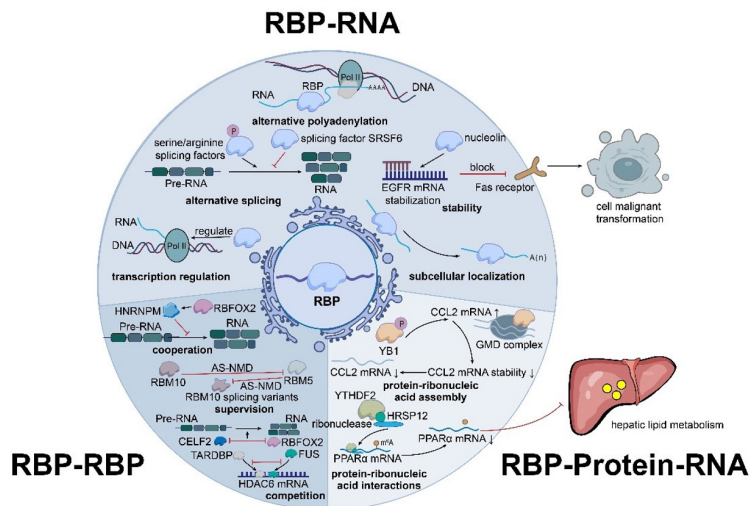 RBP-RNA
Pol II
RNA
RBP
AAAA
DNA
alternative polyadenylation
P
serine/arginine
splicing factors
splicing factor SRSF6
Pre-RNA
RNA
alternative splicing
nucleolin
block
EGFR mRNA
stabilization
Fas receptor
stability
cell malignant
transformation
RNA
regulate
DNA
Pol II
transcription regulation
A(n)
subcellular localization
RBP
HNRNPM
RBFOX2
Pre-RNA
RNA
cooperation
AS-NMD
RBM10
AS-NMD
RBM5
RBM10 splicing variants
supervision
Pre-RNA
RNA
CELF2
RBFOX2
TARDBP
FUS
HDAC6 mRNA
competition
RBP-RBP
P
CCL2 mRNA ↑
YB1
GMD complex
CCL2 mRNA ↓
CCL2 mRNA stability ↓
protein-ribonucleic
acid assembly
YTHDF2
HRSP12
ribonuclease
m⁶A
PPARα mRNA
PPARα mRNA ↓
protein-ribonucleic
acid interactions
hepatic lipid metabolism
RBP-Protein-RNA